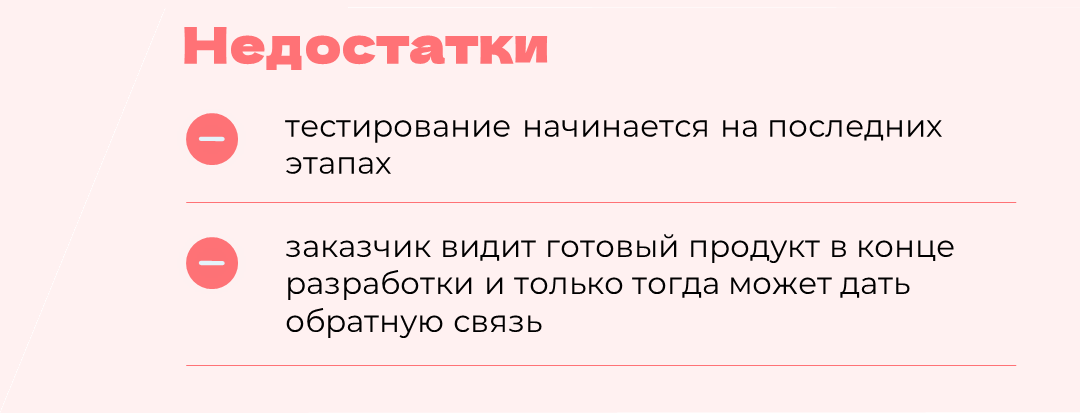 Недостатки
тестирование начинается на последних
этапах
заказчик видит готовый продукт в конце
разработки и только тогда может дать
обратную связь